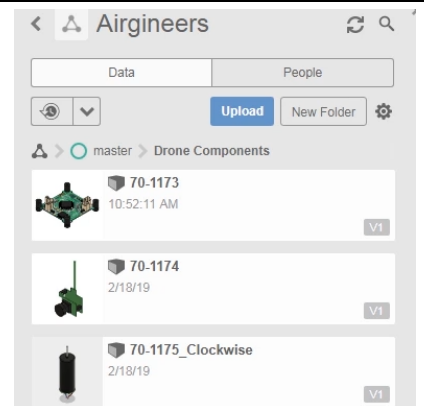 Airgineers
Data People
Upload New Folder
master > Drone Components
70-1173
10:52:11 AM
V1
70-1174
2/18/19
V1
70-1175_Clockwise
2/18/19
V1